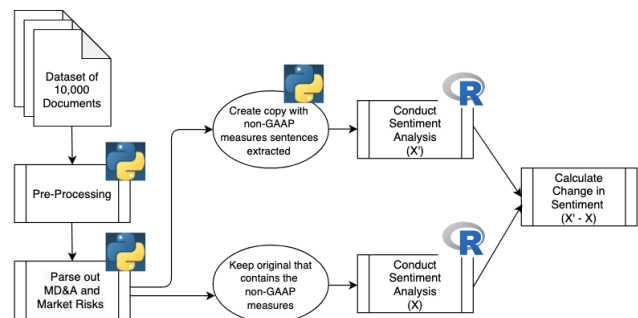 Dataset of
10,000
Documents
Pre-Processing
Parse out
MD&A and
Market Risks
Create copy with
non-GAAP
measures sentences
extracted
Conduct
Sentiment
Analysis
(X')
R
Keep original that
contains the
non-GAAP
measures
Conduct
Sentiment
Analysis
(X)
R
Calculate
Change in
Sentiment
(X' - X)